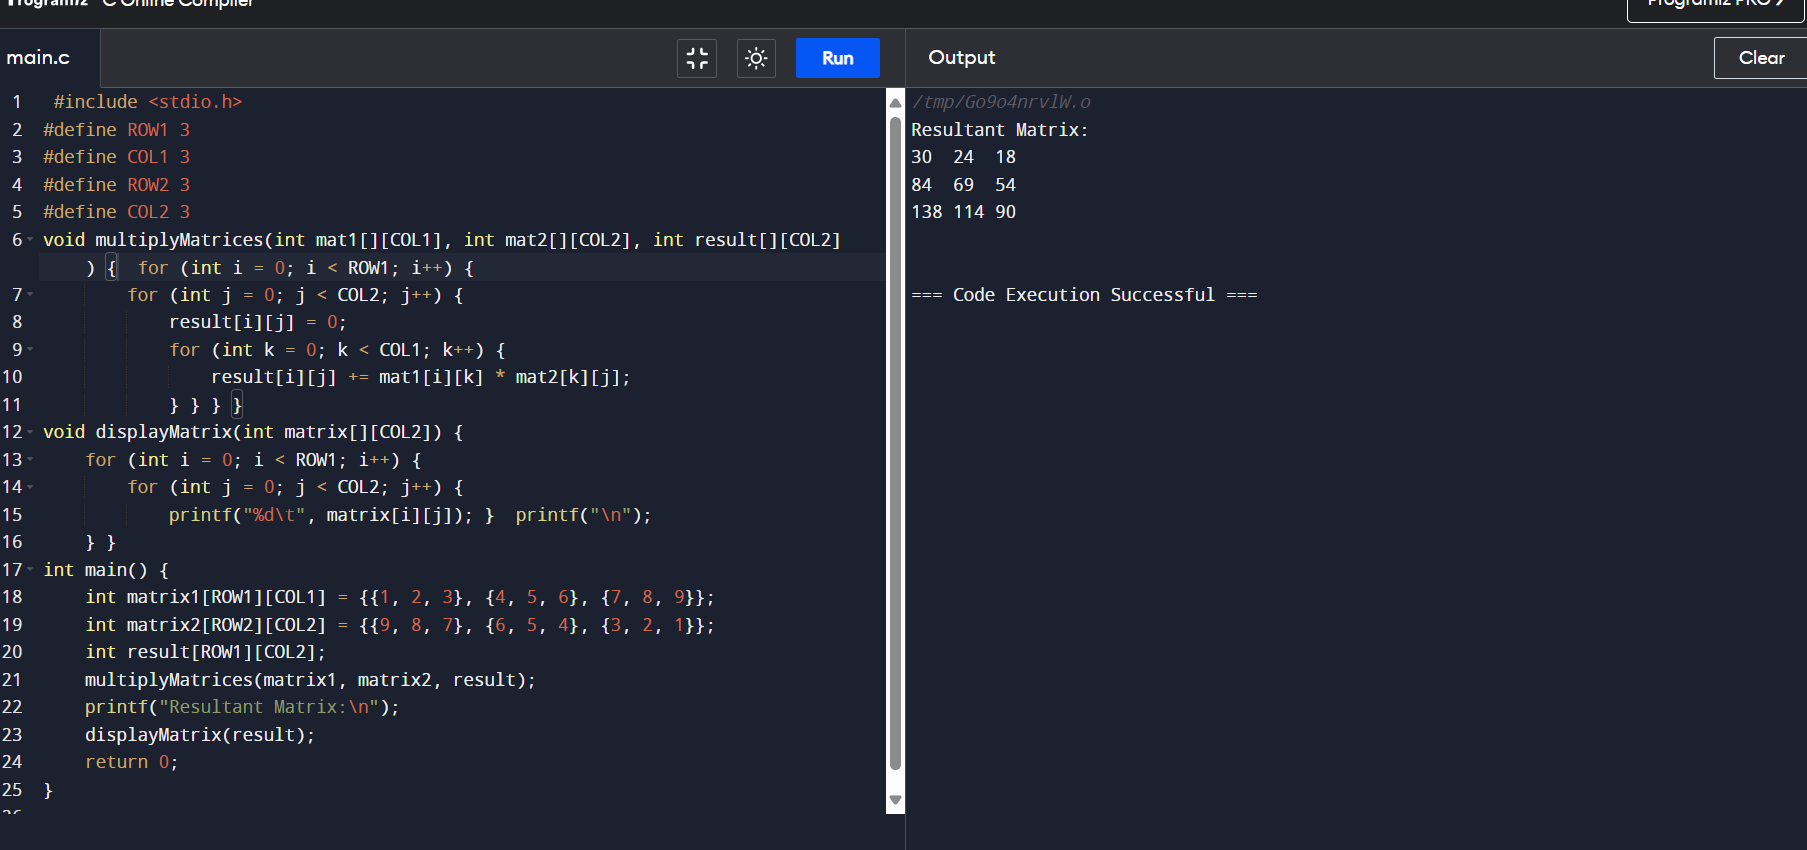 Programiz C Online Compiler
Programiz PRO >
main.c
Run
Output
Clear
1 #include <stdio.h>
2 #define ROW1 3
3 #define COL1 3
4 #define ROW2 3
5 #define COL2 3
6 void multiplyMatrices(int mat1[][COL1], int mat2[][COL2], int result[][COL2]
) {  for (int i = 0; i < ROW1; i++) {
7         for (int j = 0; j < COL2; j++) {
8             result[i][j] = 0;
9             for (int k = 0; k < COL1; k++) {
10                 result[i][j] += mat1[i][k] * mat2[k][j];
11             } } } }
12 void displayMatrix(int matrix[][COL2]) {
13     for (int i = 0; i < ROW1; i++) {
14         for (int j = 0; j < COL2; j++) {
15             printf("%d\t", matrix[i][j]); }  printf("\n");
16     } }
17 int main() {
18     int matrix1[ROW1][COL1] = {{1, 2, 3}, {4, 5, 6}, {7, 8, 9}};
19     int matrix2[ROW2][COL2] = {{9, 8, 7}, {6, 5, 4}, {3, 2, 1}};
20     int result[ROW1][COL2];
21     multiplyMatrices(matrix1, matrix2, result);
22     printf("Resultant Matrix:\n");
23     displayMatrix(result);
24     return 0;
25 }
26
/tmp/Go9o4nrvlW.o
Resultant Matrix:
30 24 18
84 69 54
138 114 90
=== Code Execution Successful ===